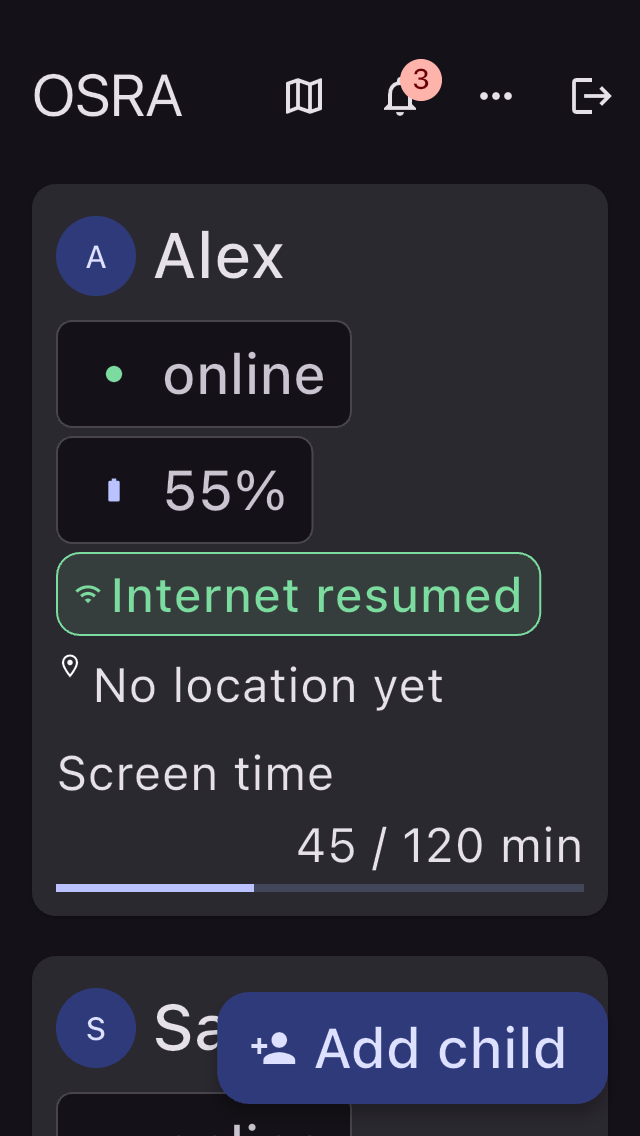 OSRA
3
A
Alex
online
55%
Internet resumed
No location yet
Screen time
45 / 120 min
S
Add child